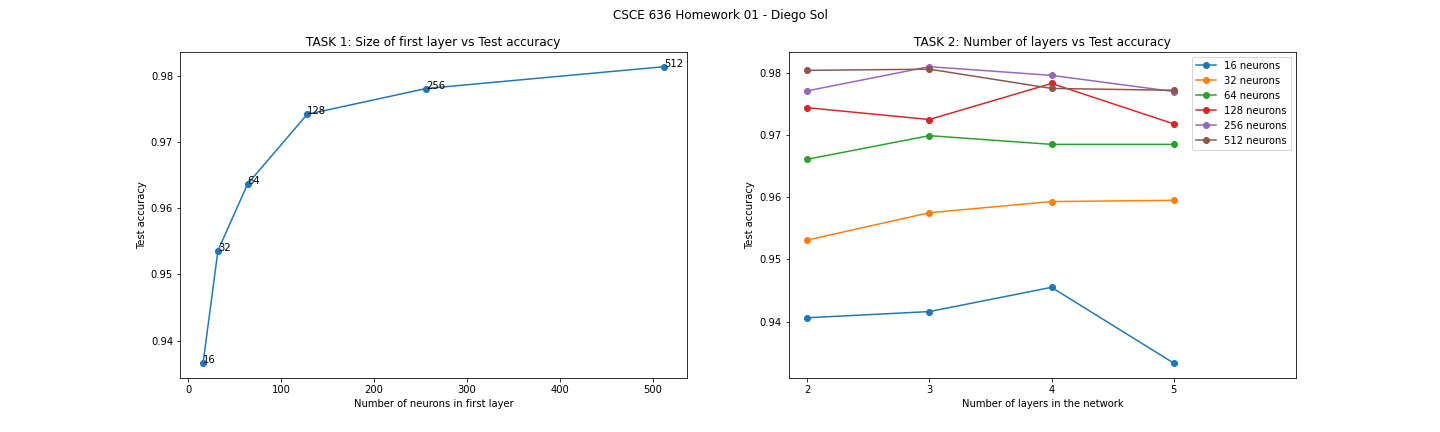 CSCE 636 Homework 01 - Diego Sol
TASK 1: Size of first layer vs Test accuracy
Test accuracy
0.98
0.97
0.96
0.95
0.94
512
256
128
64
32
16
0
100
200
300
400
500
Number of neurons in first layer
TASK 2: Number of layers vs Test accuracy
Test accuracy
0.98
0.97
0.96
0.95
0.94
16 neurons
32 neurons
64 neurons
128 neurons
256 neurons
512 neurons
2
3
4
5
Number of layers in the network